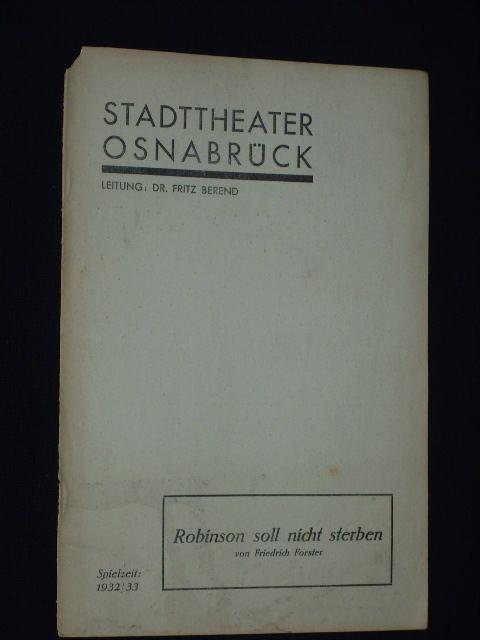 STADTTHEATER
OSNABRÜCK
LEITUNG: DR. FRITZ BEREND
Robinson soll nicht sterben
von Friedrich Forster
Spielzeit:
1932/33